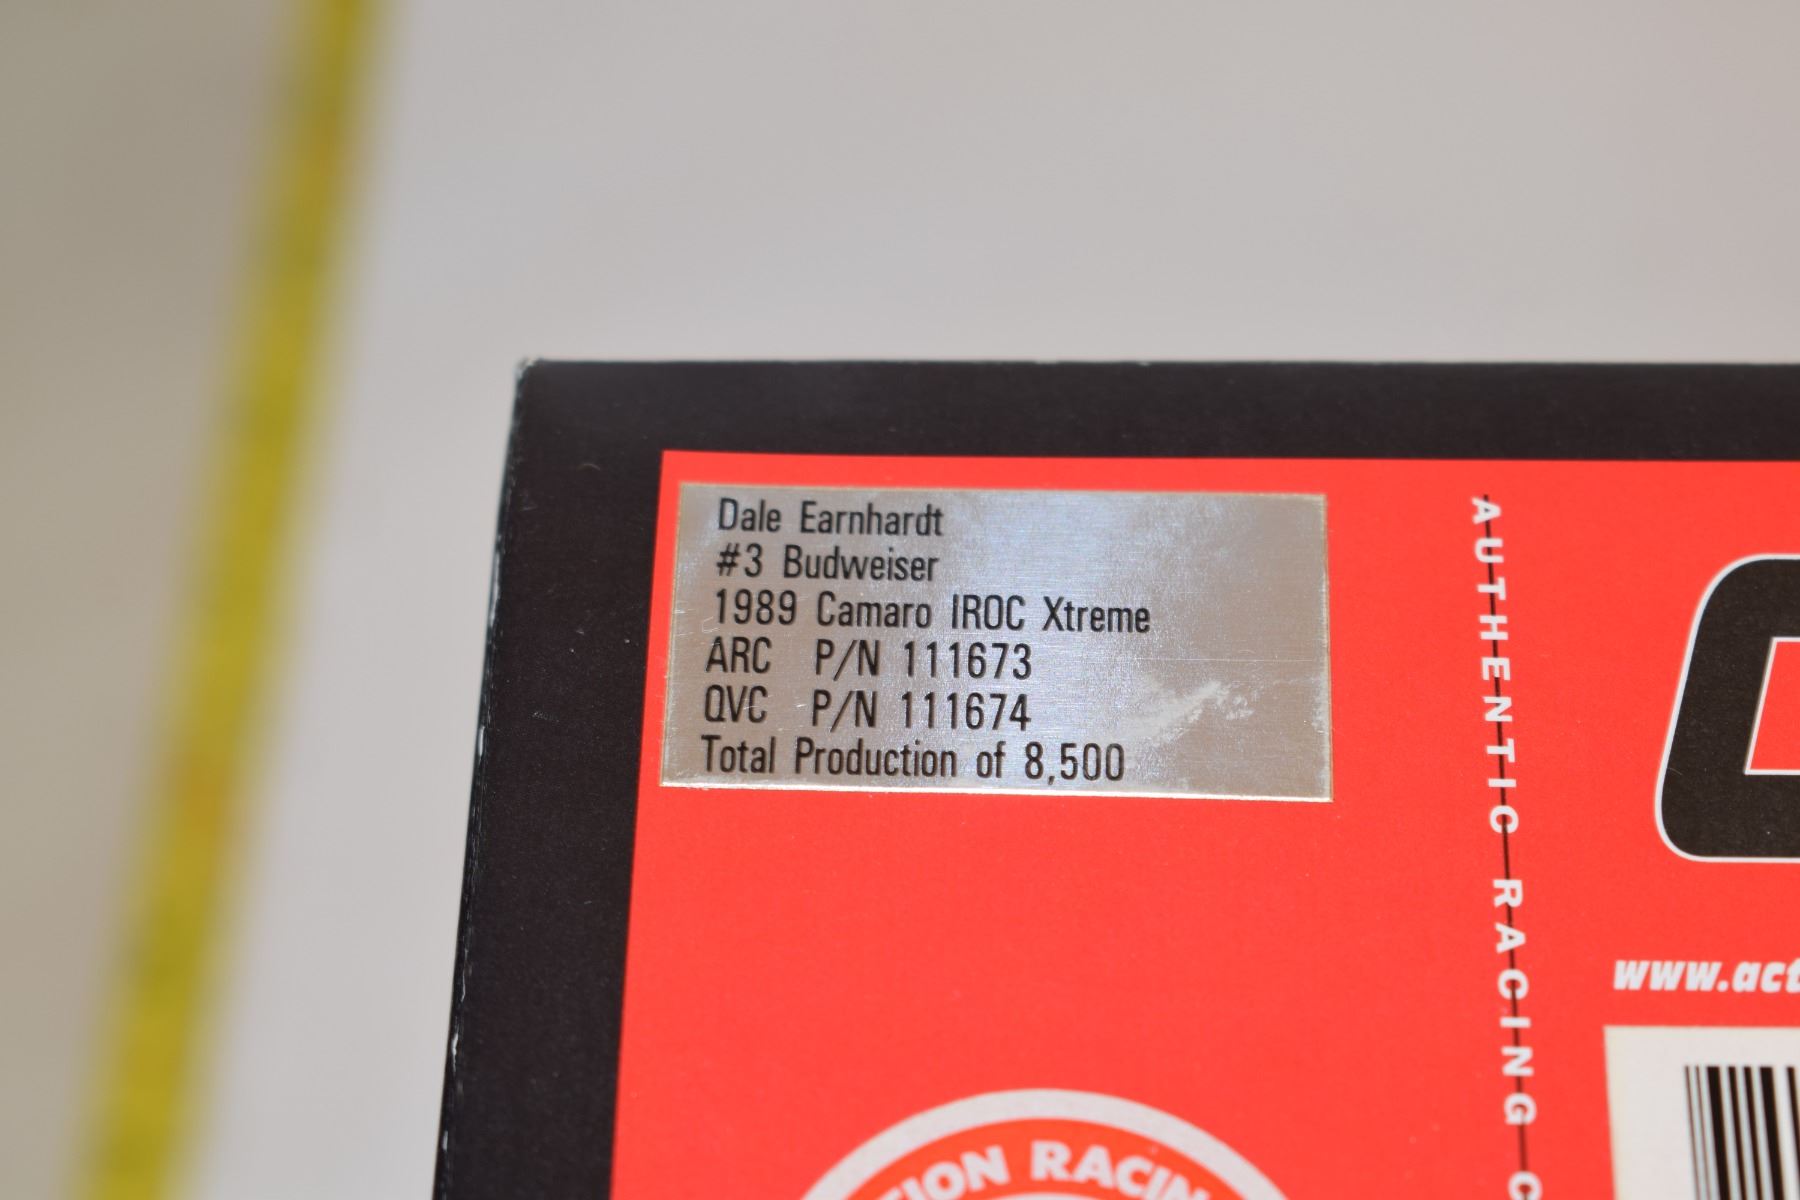 Dale Earnhardt
#3 Budweiser
1989 Camaro IROC Xtreme
ARC P/N 111673
QVC P/N 111674
Total Production of 8,500
AUTHENTIC RACING
www.act
RACIN